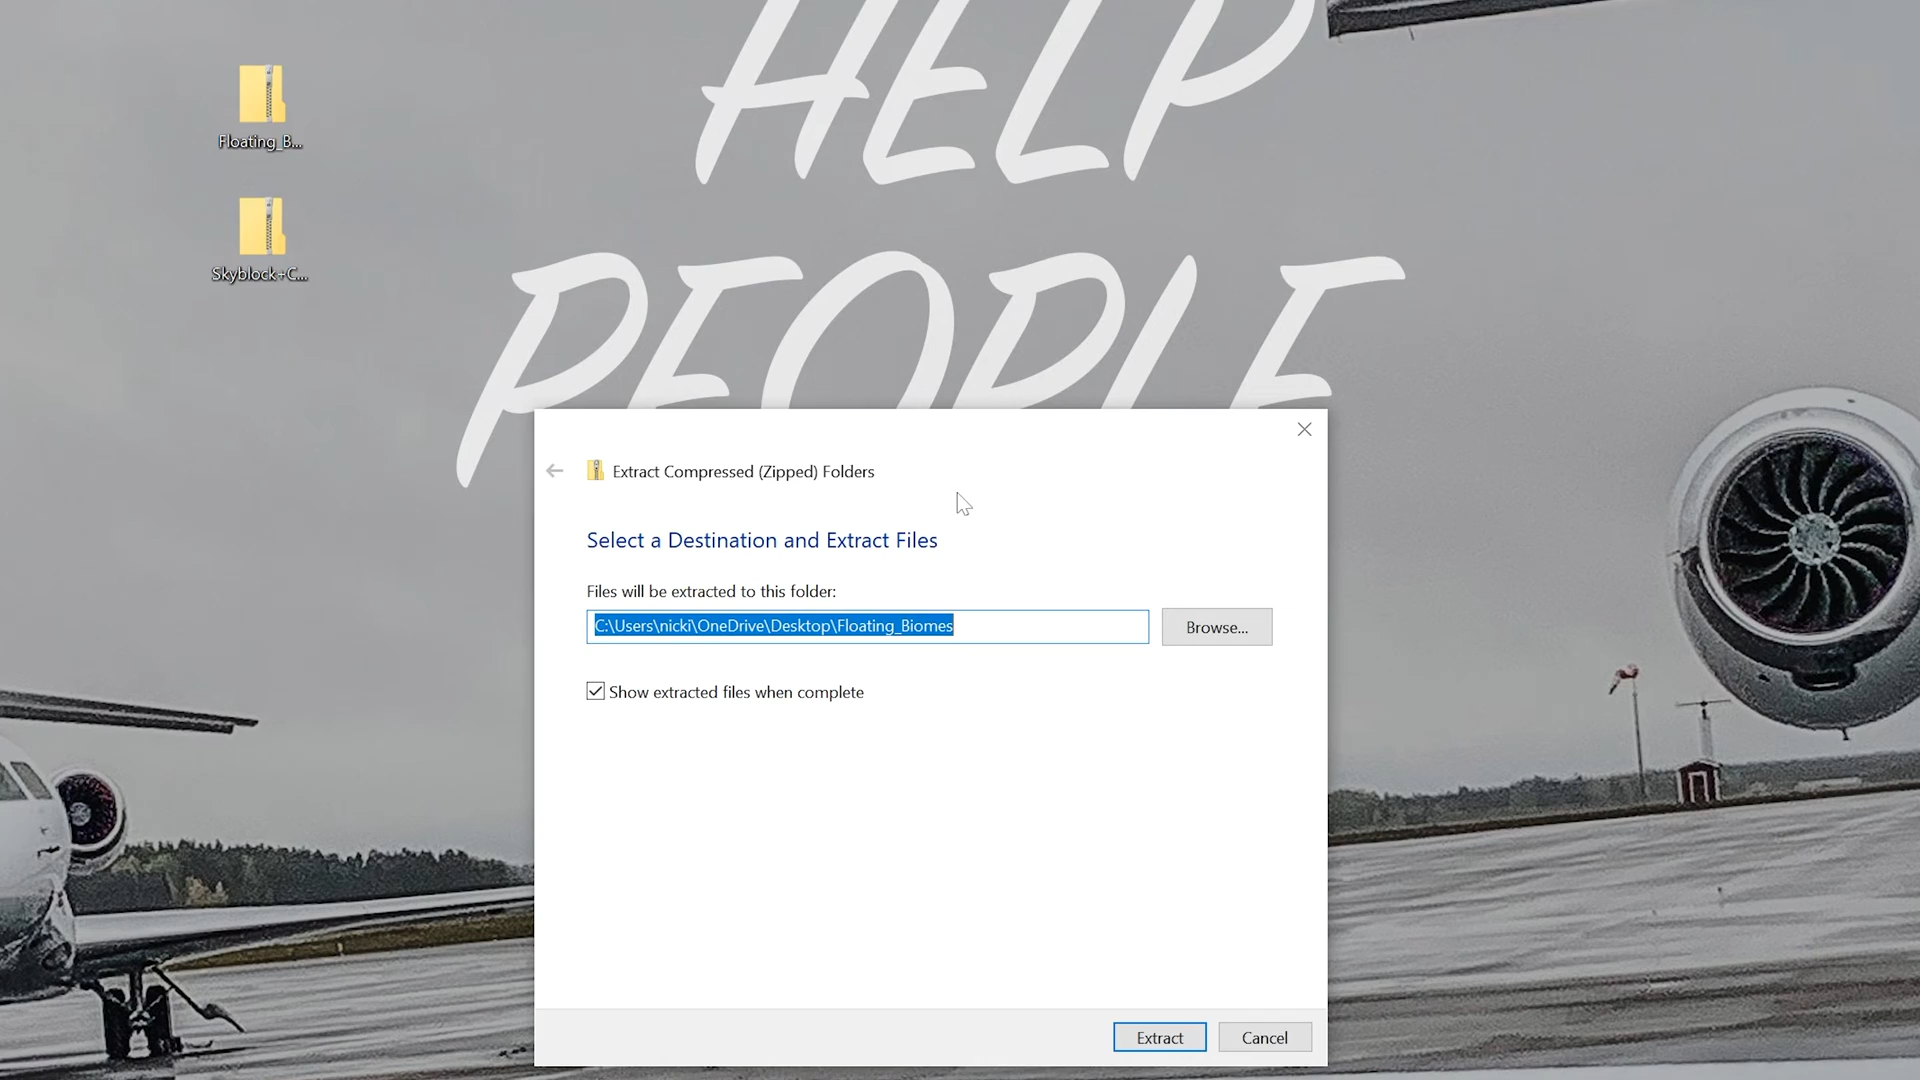 HELP
PEOPLE
Floating_B...
Skyblock+C...
Extract Compressed (Zipped) Folders
Select a Destination and Extract Files
Files will be extracted to this folder:
C:\Users\nicki\OneDrive\Desktop\Floating_Biomes
Browse...
Show extracted files when complete
Extract
Cancel